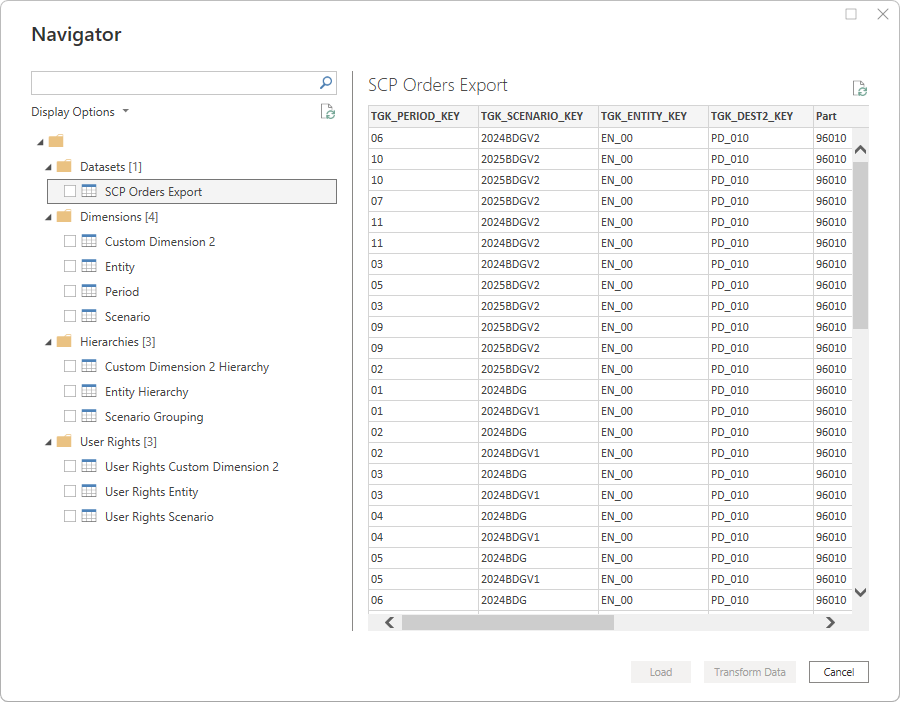 Navigator
Display Options
Datasets [1]
SCP Orders Export
Dimensions [4]
Custom Dimension 2
Entity
Period
Scenario
Hierarchies [3]
Custom Dimension 2 Hierarchy
Entity Hierarchy
Scenario Grouping
User Rights [3]
User Rights Custom Dimension 2
User Rights Entity
User Rights Scenario
SCP Orders Export
TGK_PERIOD_KEY TGK_SCENARIO_KEY TGK_ENTITY_KEY TGK_DEST2_KEY Part
06 2024BDGV2 EN_00 PD_010 96010
10 2025BDGV2 EN_00 PD_010 96010
10 2025BDGV2 EN_00 PD_010 96010
07 2025BDGV2 EN_00 PD_010 96010
11 2024BDGV2 EN_00 PD_010 96010
11 2024BDGV2 EN_00 PD_010 96010
03 2024BDGV2 EN_00 PD_010 96010
05 2025BDGV2 EN_00 PD_010 96010
03 2025BDGV2 EN_00 PD_010 96010
09 2025BDGV2 EN_00 PD_010 96010
09 2025BDGV2 EN_00 PD_010 96010
02 2025BDGV2 EN_00 PD_010 96010
01 2024BDG EN_00 PD_010 96010
01 2024BDGV1 EN_00 PD_010 96010
02 2024BDG EN_00 PD_010 96010
02 2024BDGV1 EN_00 PD_010 96010
03 2024BDG EN_00 PD_010 96010
03 2024BDGV1 EN_00 PD_010 96010
04 2024BDG EN_00 PD_010 96010
04 2024BDGV1 EN_00 PD_010 96010
05 2024BDG EN_00 PD_010 96010
05 2024BDGV1 EN_00 PD_010 96010
06 2024BDG EN_00 PD_010 96010
Load Transform Data Cancel